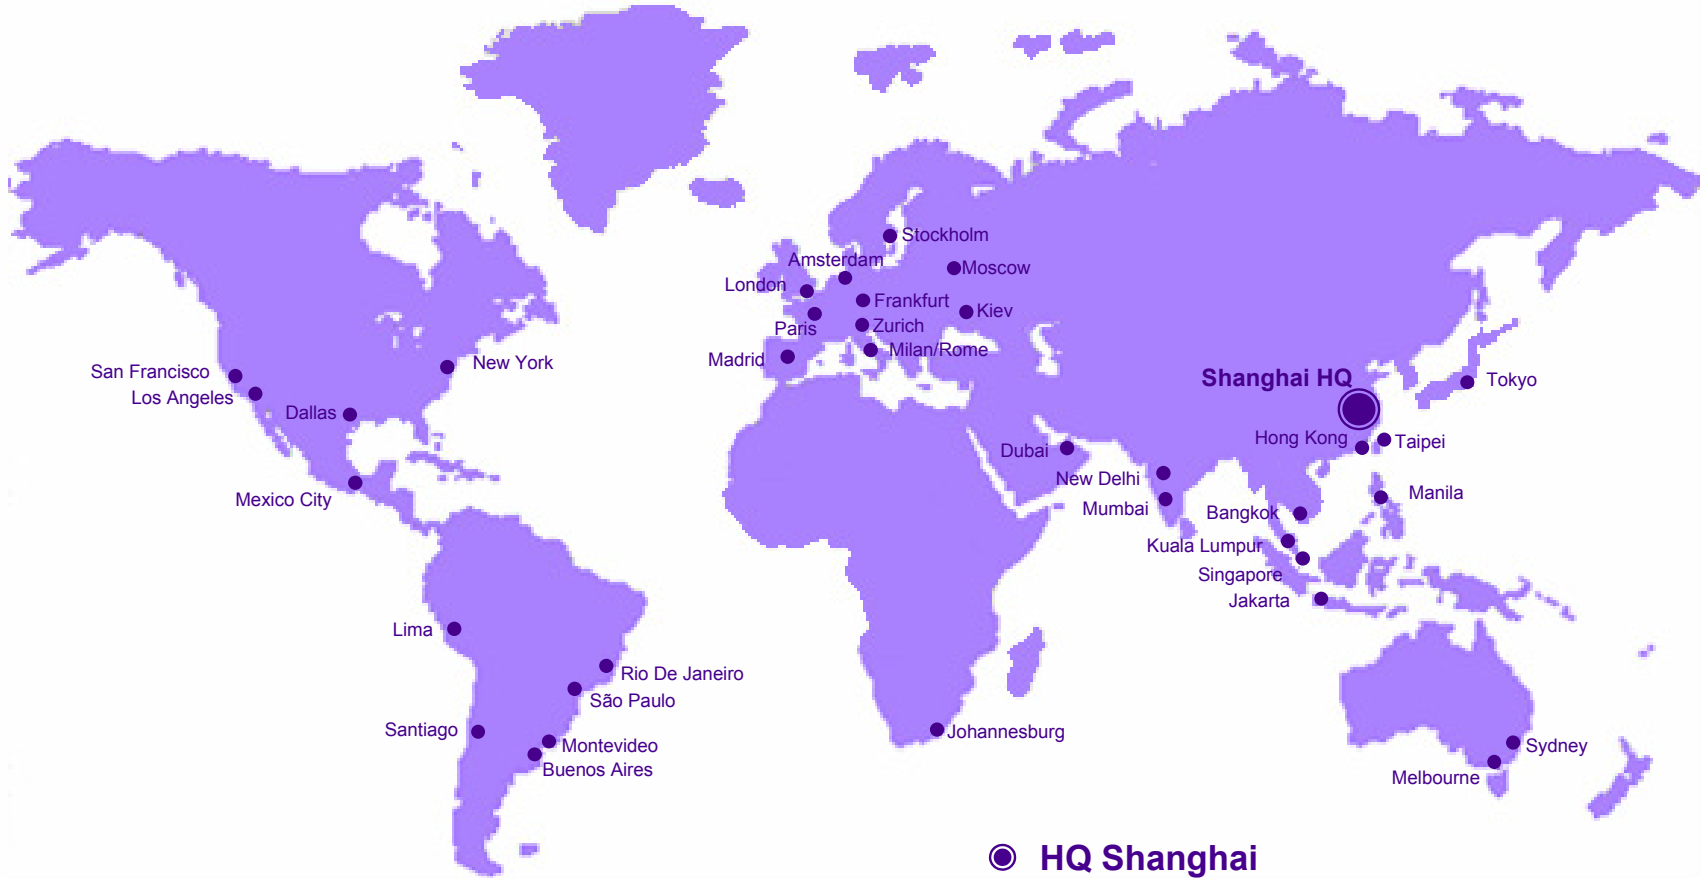 Stockholm
Amsterdam
Moscow
London
Frankfurt
Kiev
Paris
Zurich
Milan/Rome
Madrid
New York
San Francisco
Los Angeles
Dallas
Mexico City
Shanghai HQ
Tokyo
Hong Kong
Taipei
Dubai
New Delhi
Mumbai
Manila
Bangkok
Kuala Lumpur
Singapore
Jakarta
Lima
Rio De Janeiro
São Paulo
Santiago
Montevideo
Buenos Aires
Johannesburg
Sydney
Melbourne
HQ Shanghai